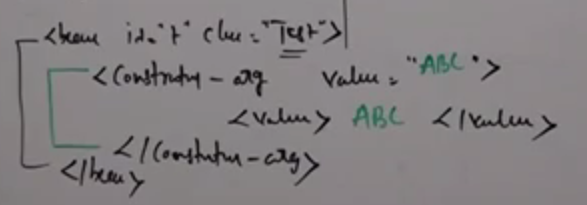 <bean id="t" class="Test">
<Constructor-arg value="ABC">
<value> ABC </value>
</Constructor-arg>
</bean>